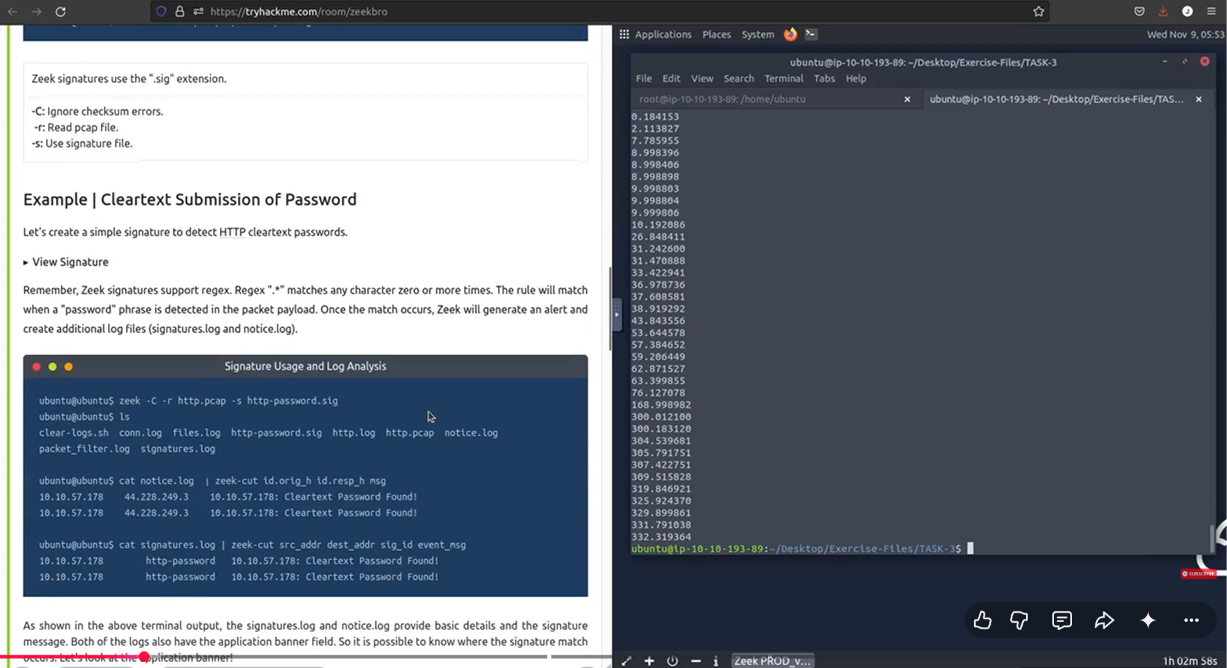 https://tryhackme.com/room/zeekbro
Zeek signatures use the ".sig" extension.
-C: Ignore checksum errors.
-r: Read pcap file.
-s: Use signature file.
Example | Cleartext Submission of Password
Let's create a simple signature to detect HTTP cleartext passwords.
▸ View Signature
Remember, Zeek signatures support regex. Regex ".*" matches any character zero or more times. The rule will match
when a "password" phrase is detected in the packet payload. Once the match occurs, Zeek will generate an alert and
create additional log files (signatures.log and notice.log).
Signature Usage and Log Analysis
ubuntu@ubuntu$ zeek -C -r http.pcap -s http-password.sig
ubuntu@ubuntu$ ls
clear-logs.sh conn.log files.log http-password.sig http.log http.pcap notice.log
packet_filter.log signatures.log
ubuntu@ubuntu$ cat notice.log | zeek-cut id.orig_h id.resp_h msg
10.10.57.178 44.228.249.3 10.10.57.178: Cleartext Password Found!
10.10.57.178 44.228.249.3 10.10.57.178: Cleartext Password Found!
ubuntu@ubuntu$ cat signatures.log | zeek-cut src_addr dest_addr sig_id event_msg
10.10.57.178 http-password 10.10.57.178: Cleartext Password Found!
10.10.57.178 http-password 10.10.57.178: Cleartext Password Found!
As shown in the above terminal output, the signatures.log and notice.log provide basic details and the signature
message. Both of the logs also have the application banner field. So it is possible to know where the signature match
occurs. Let's look at the application banner!
Applications Places System
Wed Nov 9, 05:53
ubuntu@ip-10-10-193-89: ~/Desktop/Exercise-Files/TASK-3
File Edit View Search Terminal Tabs Help
root@ip-10-10-193-89: /home/ubuntu
ubuntu@ip-10-10-193-89: ~/Desktop/Exercise-Files/TAS...
0.184153
2.113827
7.785955
8.998396
8.998406
8.998898
9.998803
9.998804
9.999806
10.192086
26.848411
31.242600
31.470888
33.422941
36.978736
37.608581
38.919292
43.843556
53.644578
57.384652
59.206449
62.871527
63.399855
76.127078
168.998982
300.012100
300.183120
304.539681
305.791751
307.422751
309.515828
319.846921
325.924370
329.899861
331.791038
332.319364
ubuntu@ip-10-10-193-89:~/Desktop/Exercise-Files/TASK-3$
SUBSCRIBE
Zeek PROD_v...
1h 02m 58s